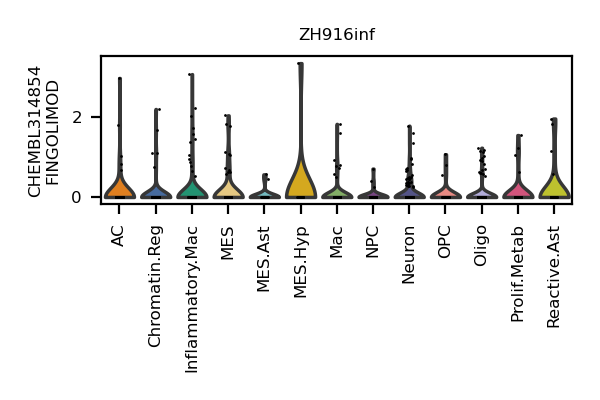 ZH916inf
CHEMBL314854
FINGOLIMOD
2
0
AC
Chromatin.Reg
Inflammatory.Mac
MES
MES.Ast
MES.Hyp
Mac
NPC
Neuron
OPC
Oligo
Prolif.Metab
Reactive.Ast